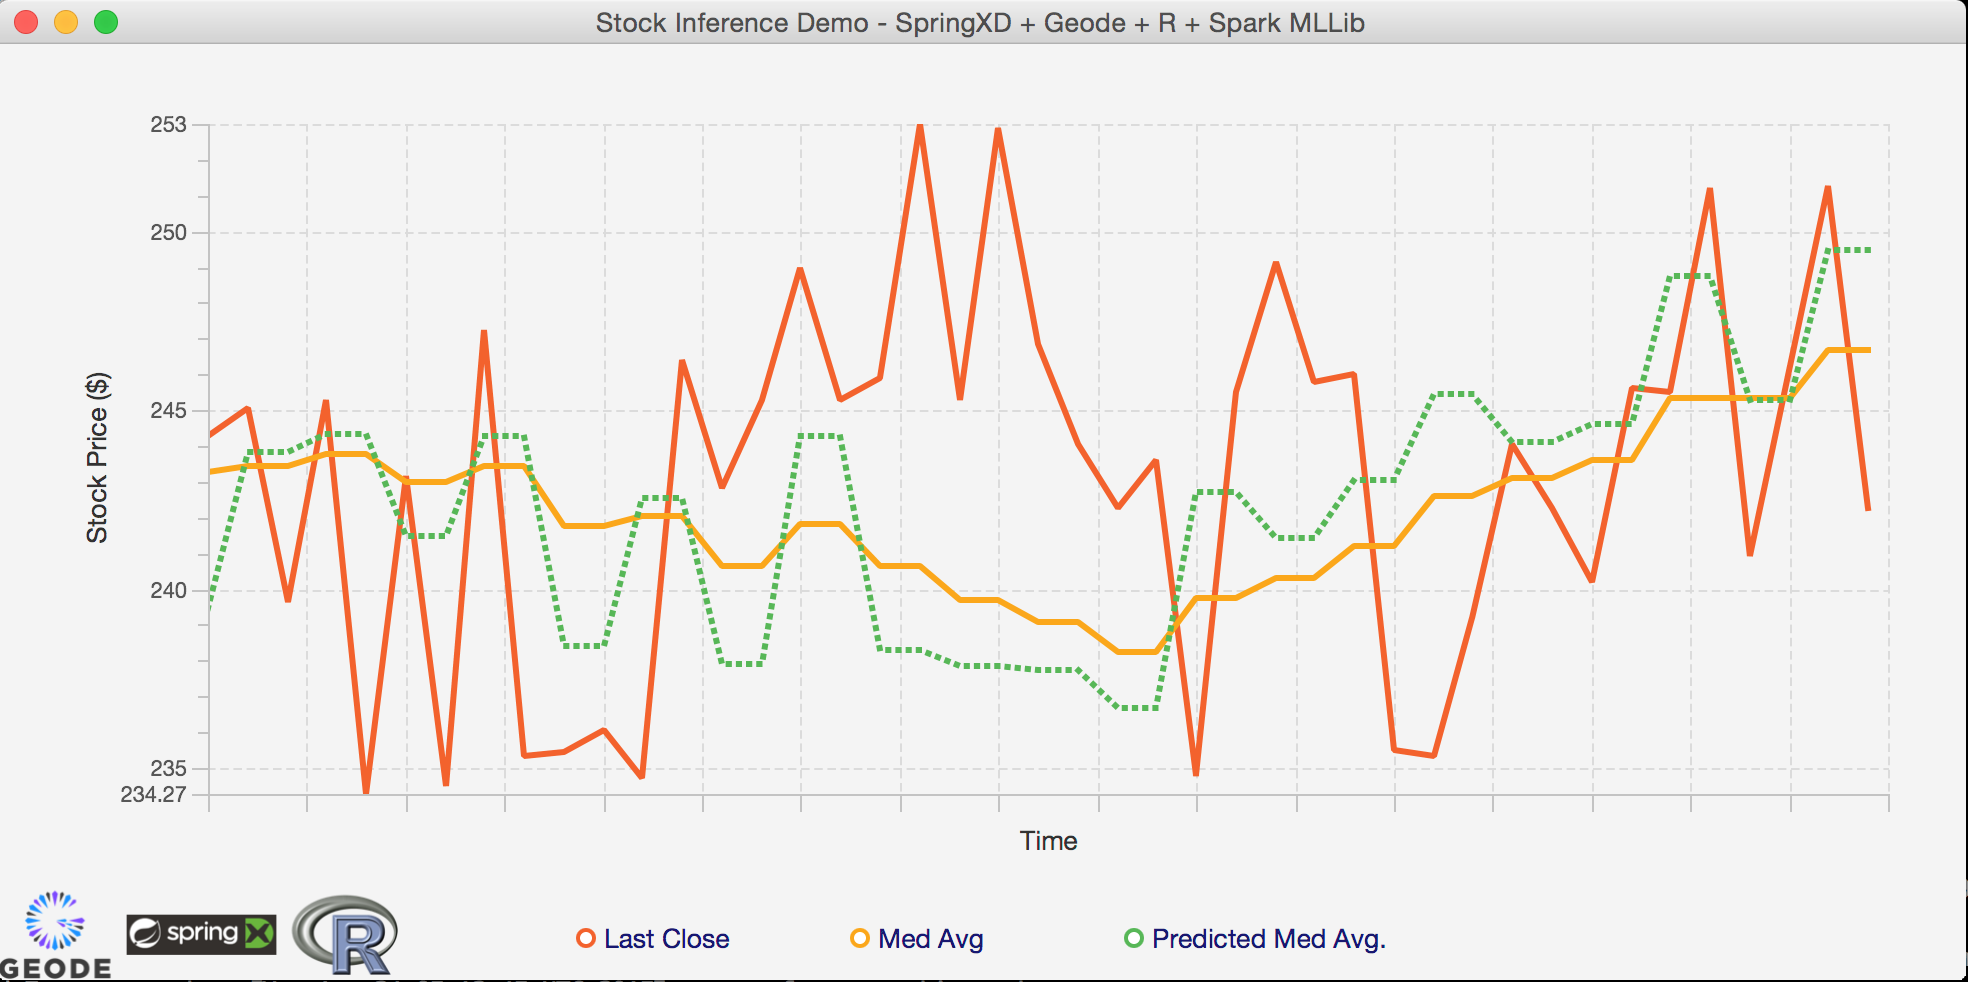 Stock Inference Demo - SpringXD + Geode + R + Spark MLLib
253
250
245
240
235
234.27
Stock Price ($)
Time
GEODE
spring X
R
Last Close
Med Avg
Predicted Med Avg.